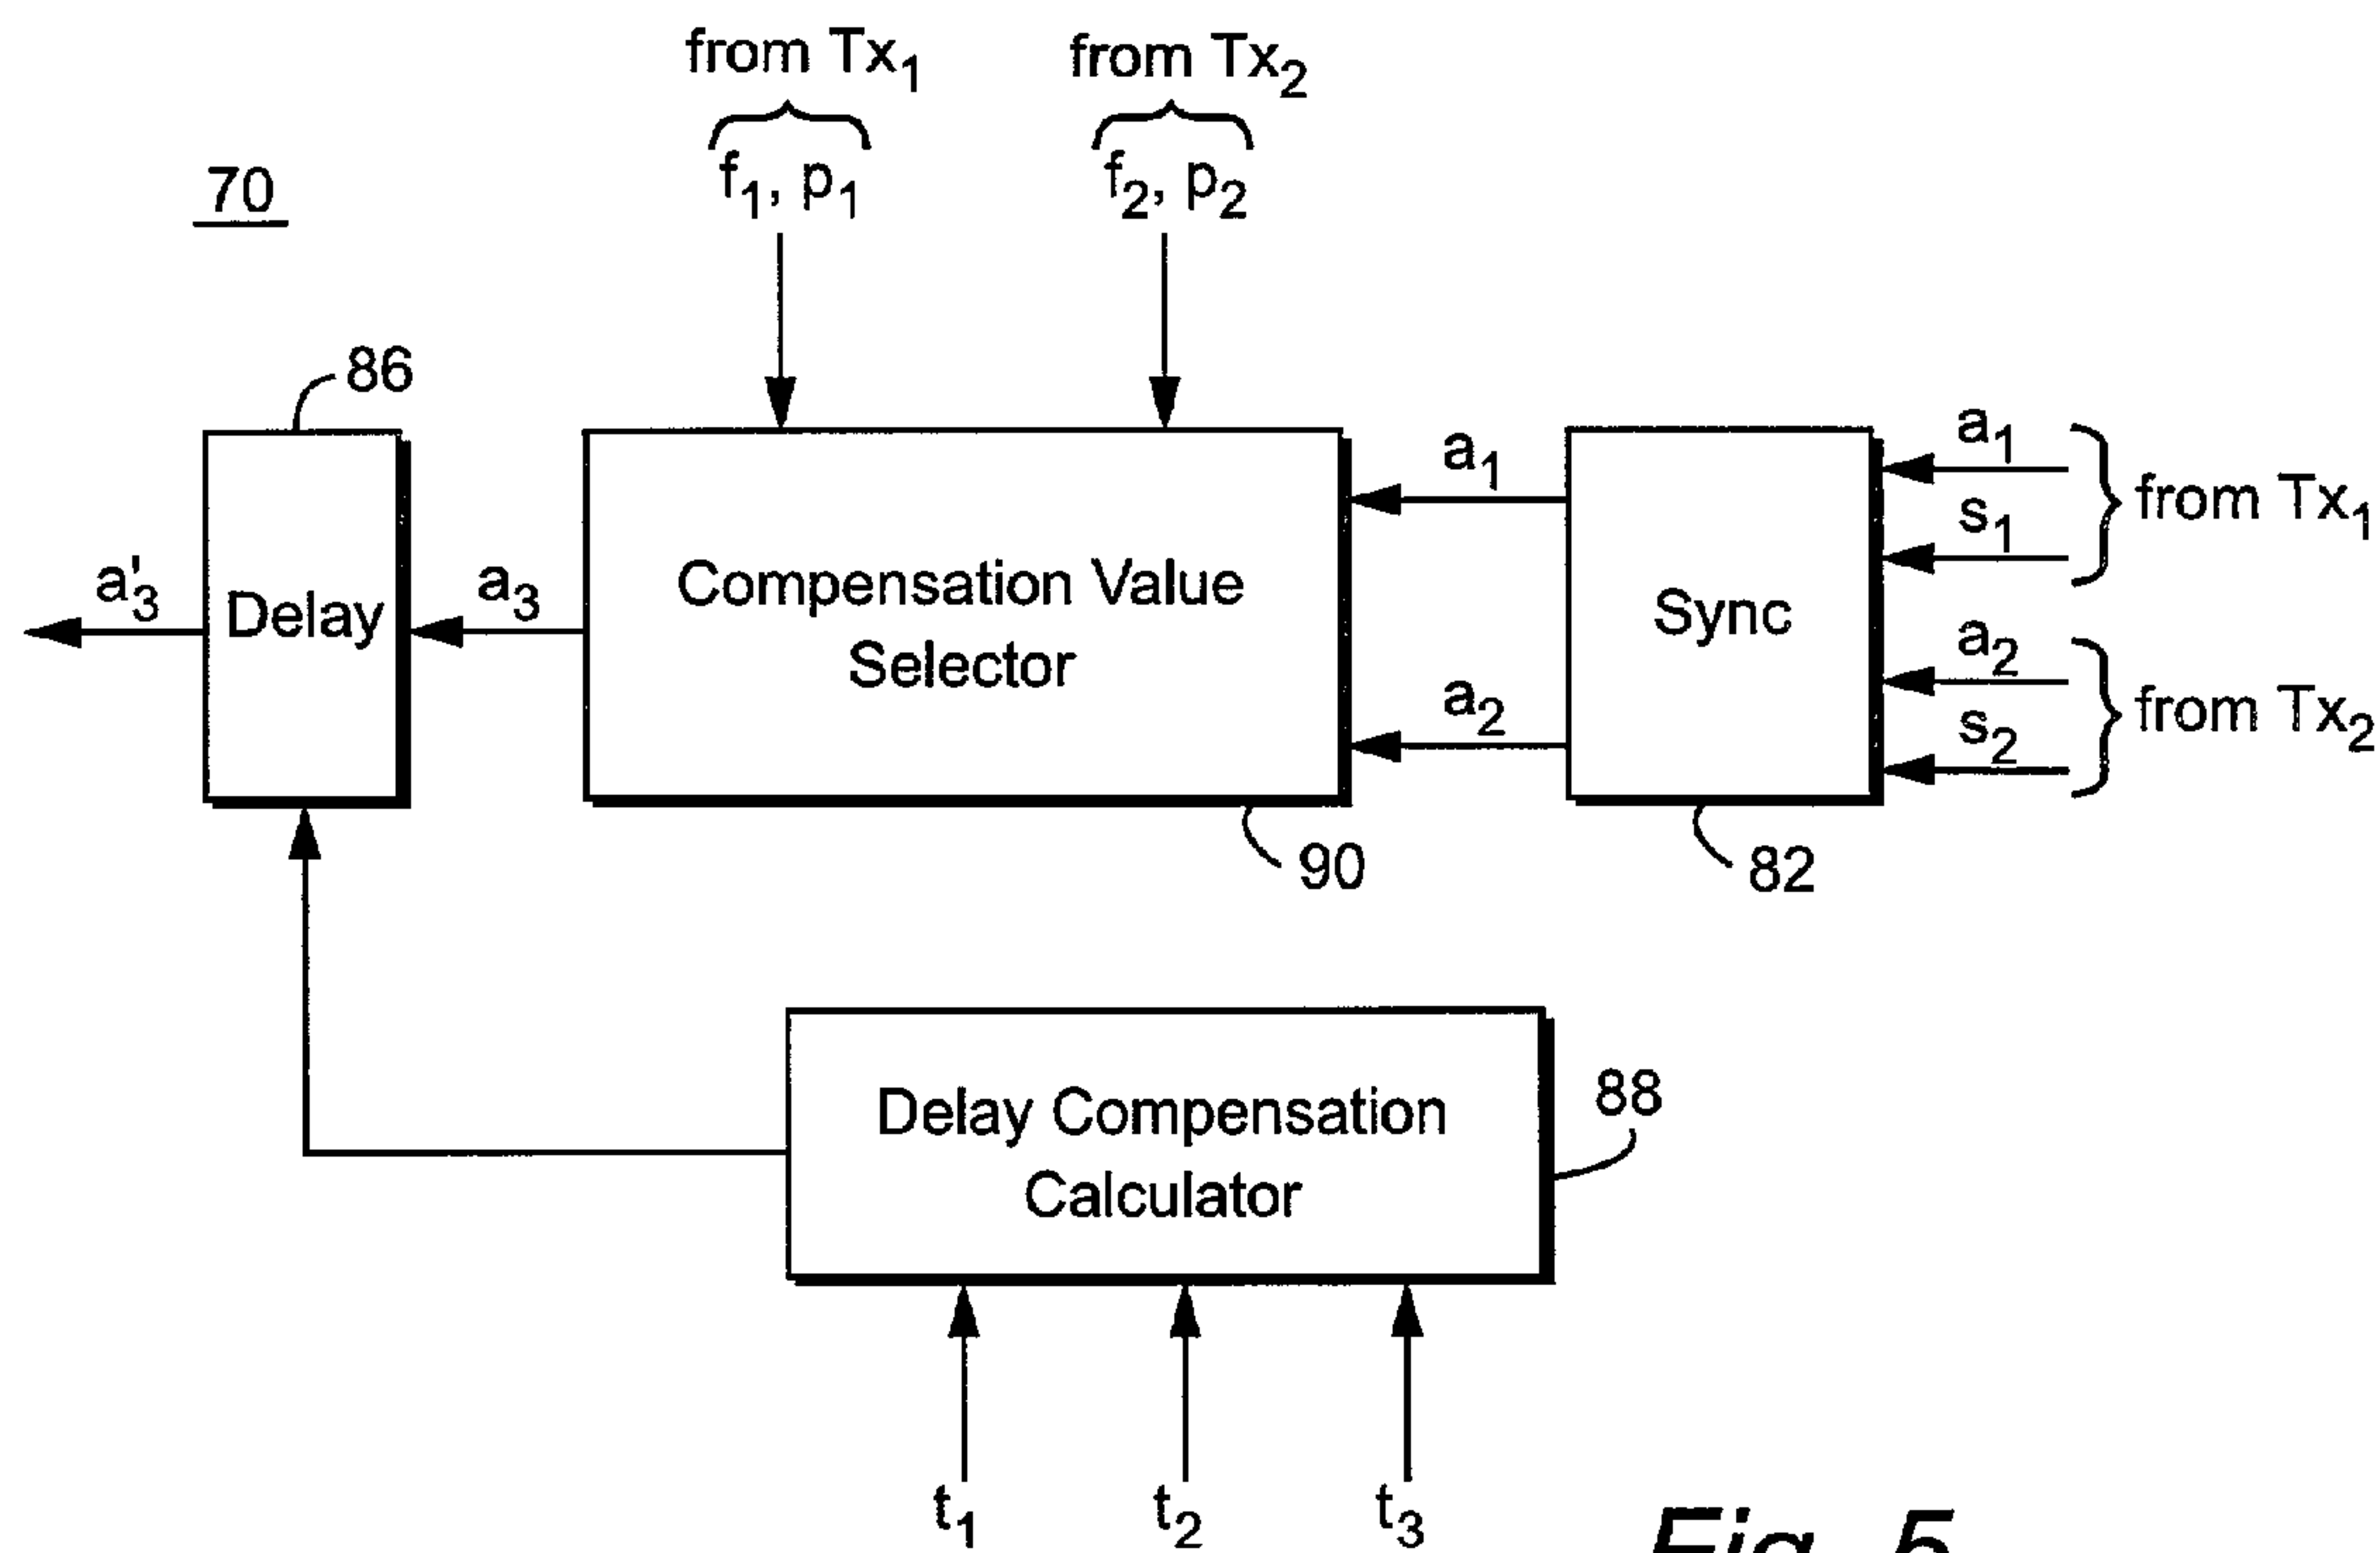 from Tx1
from Tx2
f1, p1
f2, p2
70
86
a1
a1
s1
from Tx1
a'3
Delay
a3
Compensation Value
Selector
Sync
a2
a2
s2
from Tx2
90
82
Delay Compensation
Calculator
88
t1
t2
t3
Fig. 5